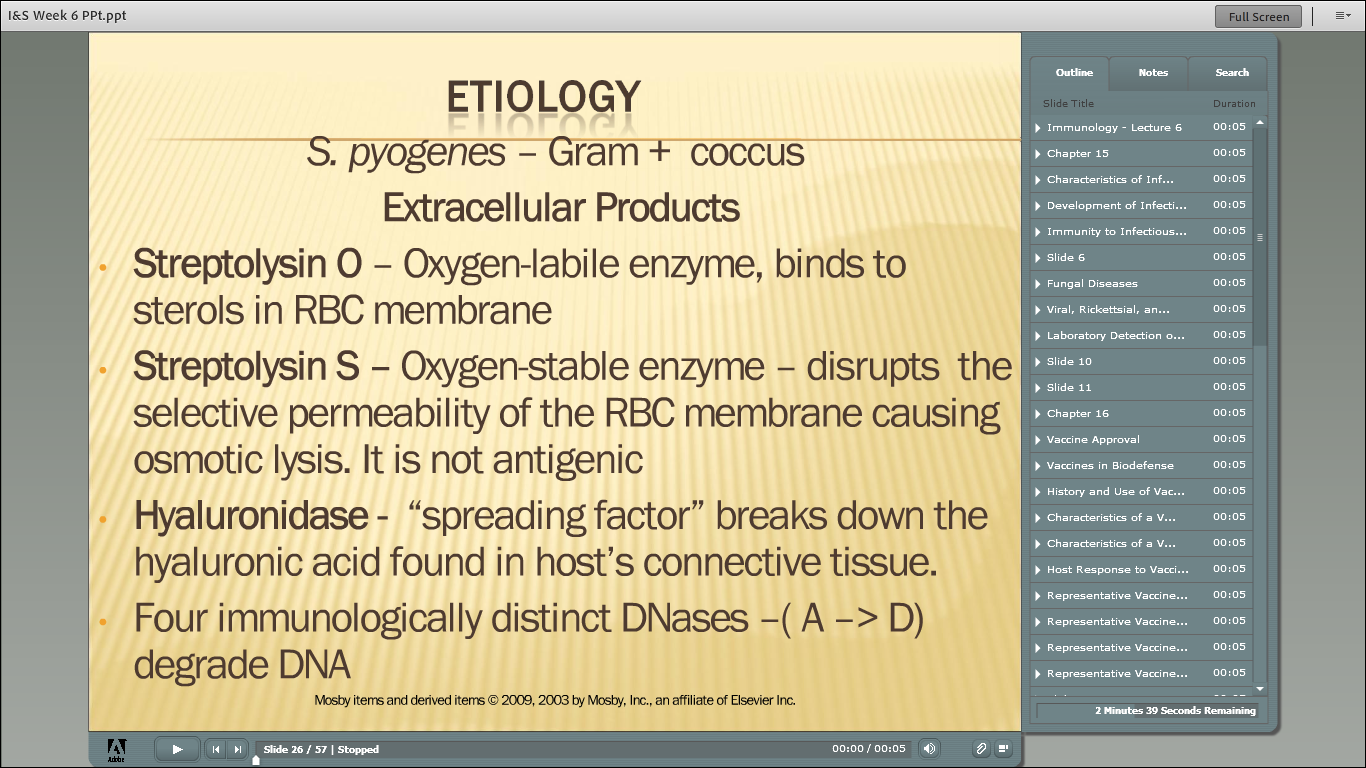 I&S Week 6 PPt.ppt
Full Screen
ETIOLOGY
S. pyogenes – Gram + coccus
Extracellular Products
• Streptolysin O – Oxygen-labile enzyme, binds to
sterols in RBC membrane
• Streptolysin S – Oxygen-stable enzyme – disrupts the
selective permeability of the RBC membrane causing
osmotic lysis. It is not antigenic
• Hyaluronidase - “spreading factor” breaks down the
hyaluronic acid found in host’s connective tissue.
• Four immunologically distinct DNases –( A –> D)
degrade DNA
Mosby items and derived items © 2009, 2003 by Mosby, Inc., an affiliate of Elsevier Inc.
Outline Notes Search
Slide Title Duration
Immunology - Lecture 6 00:05
Chapter 15 00:05
Characteristics of Inf... 00:05
Development of Infecti... 00:05
Immunity to Infectious... 00:05
Slide 6 00:05
Fungal Diseases 00:05
Viral, Rickettsial, an... 00:05
Laboratory Detection o... 00:05
Slide 10 00:05
Slide 11 00:05
Chapter 16 00:05
Vaccine Approval 00:05
Vaccines in Biodefense 00:05
History and Use of Vac... 00:05
Characteristics of a V... 00:05
Characteristics of a V... 00:05
Host Response to Vacci... 00:05
Representative Vaccine... 00:05
Representative Vaccine... 00:05
Representative Vaccine... 00:05
Representative Vaccine... 00:05
2 Minutes 39 Seconds Remaining
Adobe
Slide 26 / 57 | Stopped
00:00 / 00:05